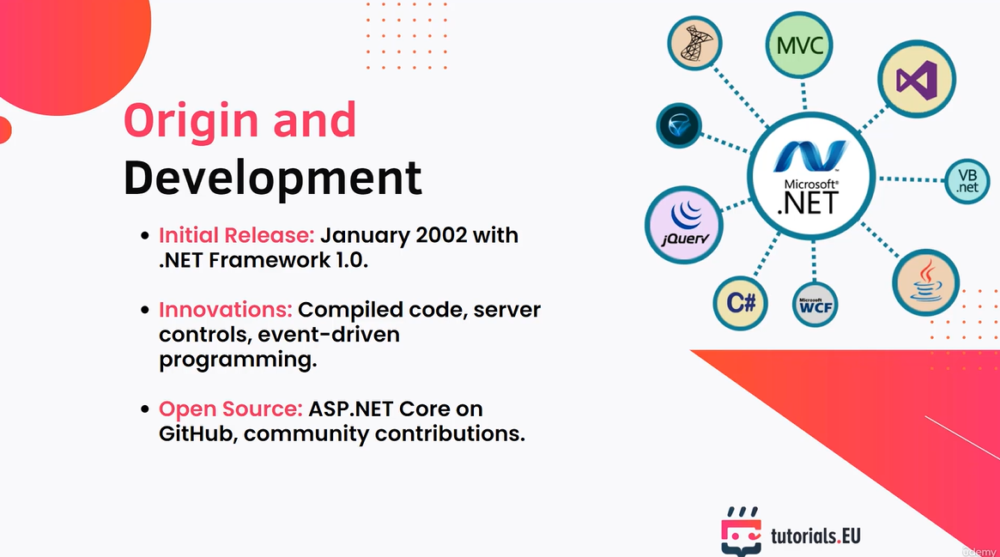 Origin and
Development
• Initial Release: January 2002 with
.NET Framework 1.0.
• Innovations: Compiled code, server
controls, event-driven
programming.
• Open Source: ASP.NET Core on
GitHub, community contributions.
MVC
Microsoft®
.NET
VB
.net
jQuery
C#
Microsoft
WCF
tutorials.EU
udemy